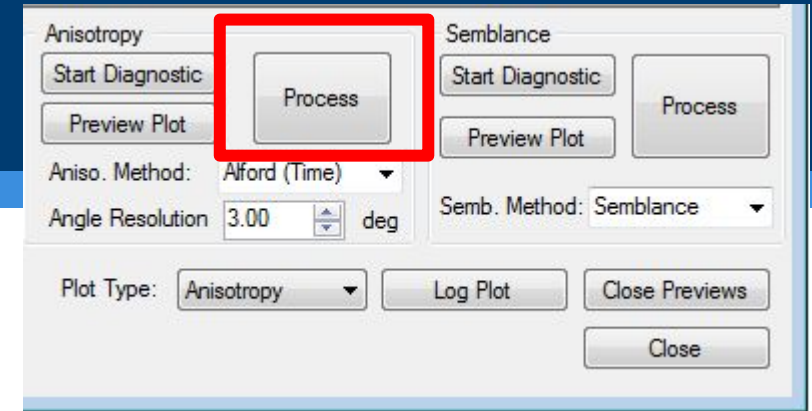 Anisotropy
Start Diagnostic
Process
Preview Plot
Aniso. Method: Alford (Time)
Angle Resolution 3.00 deg
Semblance
Start Diagnostic
Process
Preview Plot
Semb. Method: Semblance
Plot Type: Anisotropy Log Plot Close Previews
Close